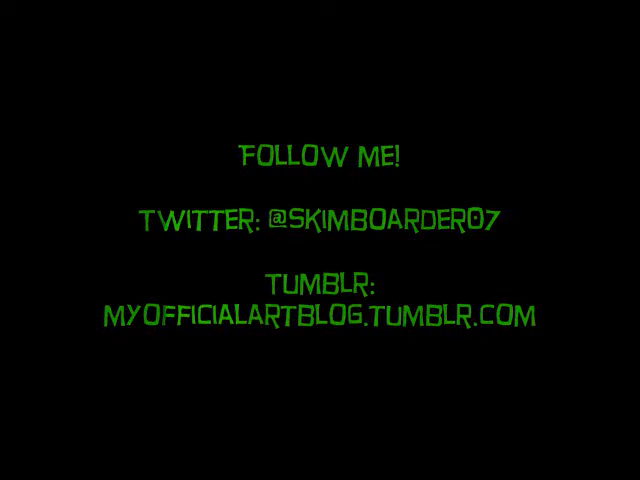 FOLLOW ME!
TWITTER: @SKIMBOARDER07
TUMBLR:
MYOFFICIALARTBLOG.TUMBLR.COM